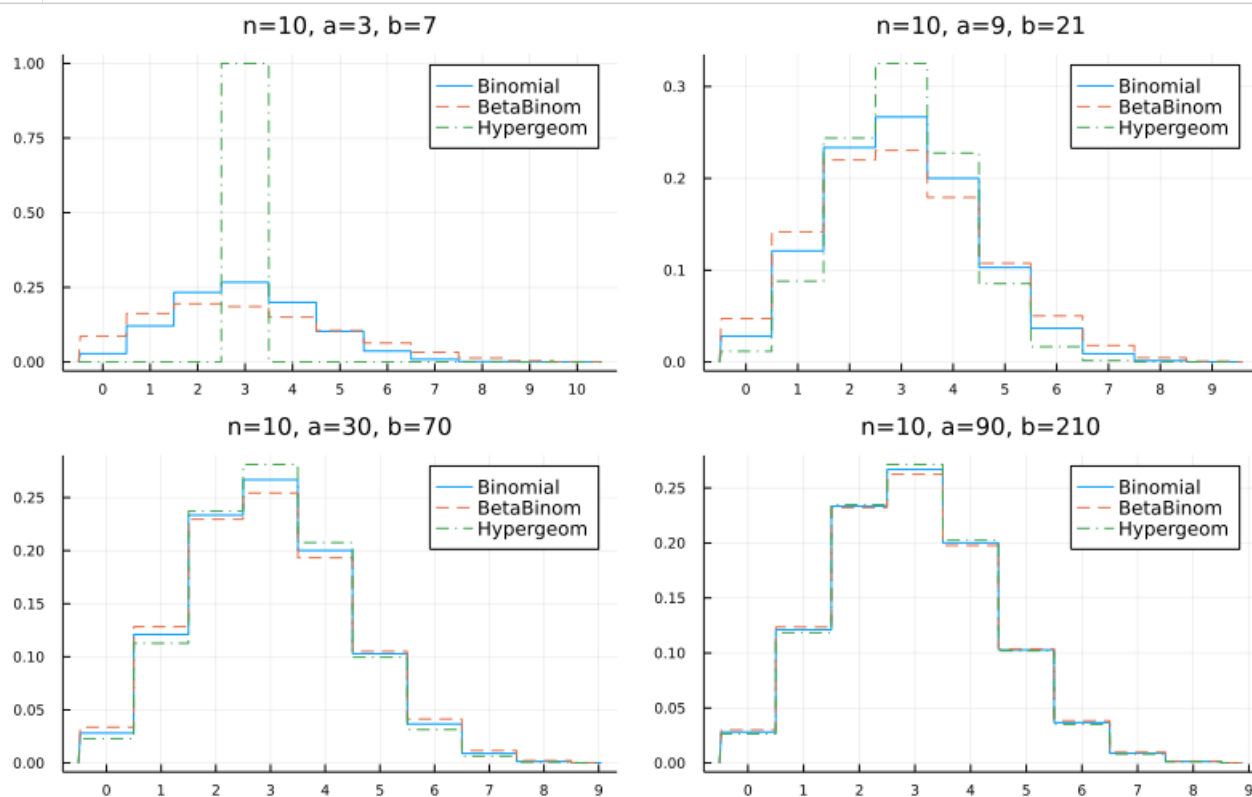 n=10, a=3, b=7
1.00
0.75
0.50
0.25
0.00
Binomial
BetaBinom
Hypergeom
0 1 2 3 4 5 6 7 8 9 10
n=10, a=9, b=21
0.3
0.2
0.1
0.0
Binomial
BetaBinom
Hypergeom
0 1 2 3 4 5 6 7 8 9
n=10, a=30, b=70
0.25
0.20
0.15
0.10
0.05
0.00
Binomial
BetaBinom
Hypergeom
0 1 2 3 4 5 6 7 8 9
n=10, a=90, b=210
0.25
0.20
0.15
0.10
0.05
0.00
Binomial
BetaBinom
Hypergeom
0 1 2 3 4 5 6 7 8 9